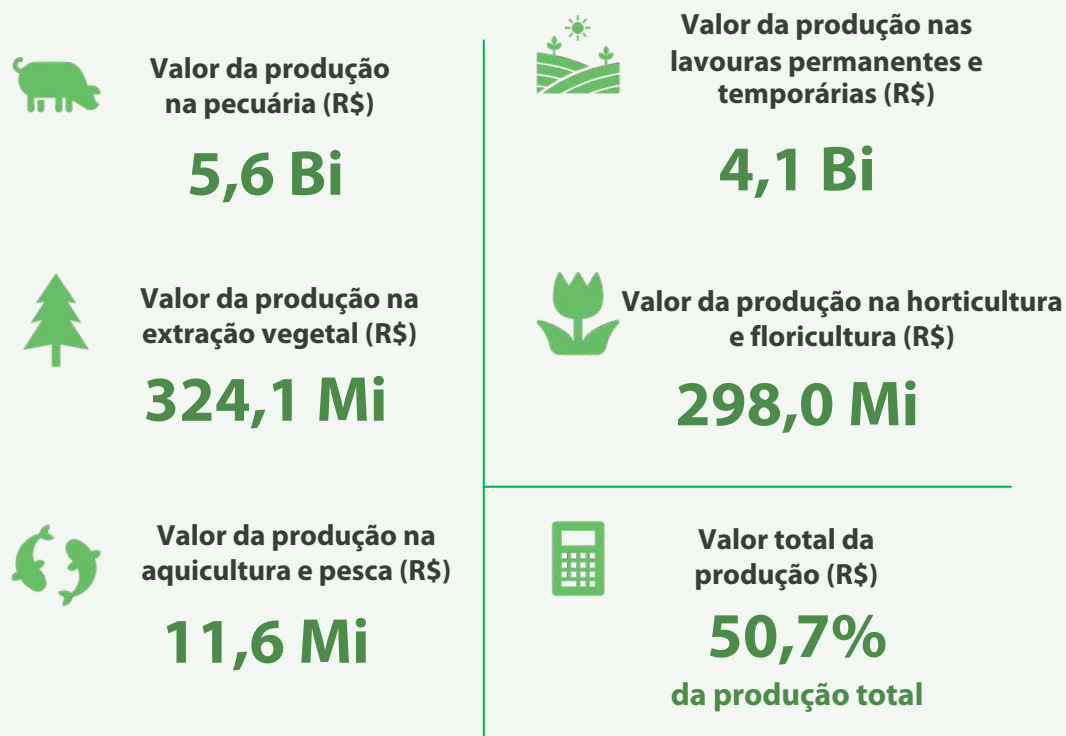 Valor da produção
na pecuária (R$)
5,6 Bi
Valor da produção nas
lavouras permanentes e
temporárias (R$)
4,1 Bi
Valor da produção na
extração vegetal (R$)
324,1 Mi
Valor da produção na horticultura
e floricultura (R$)
298,0 Mi
Valor da produção na
aquicultura e pesca (R$)
11,6 Mi
Valor total da
produção (R$)
50,7%
da produção total